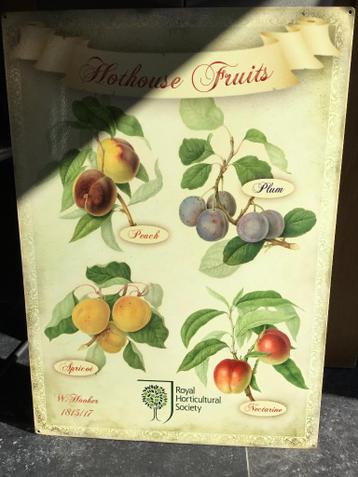 Hothouse Fruits
Peach
Plum
Apricot
Nectarine
W. Hooker
1815/17
Royal
Horticultural
Society